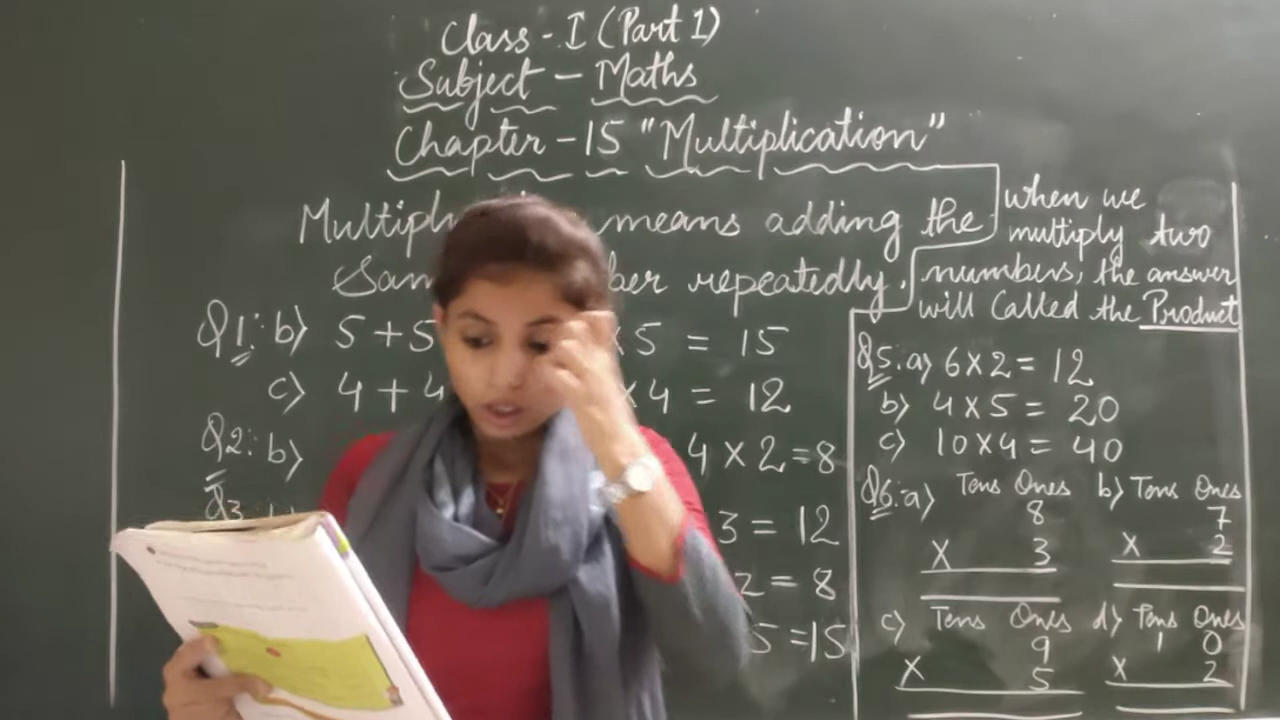 Class - I (Part 1)
Subject - Maths
Chapter - 15 "Multiplication"
means adding the
repeatedly.
when we
multiply two
numbers, the answer
will Called the Product
Q1: b) 5 + 5 × 5 = 15
c) 4 + 4 × 4 = 12
Q2: b) 4 × 2 = 8
Q3
3 = 12
2 = 8
5 = 15
Q5: a) 6 × 2 = 12
b) 4 × 5 = 20
c) 10 × 4 = 40
Q6: a) Tens Ones b) Tens Ones
8 7
× 3 × 2
c) Tens Ones d) Tens Ones
9 1 0
× 5 × 2